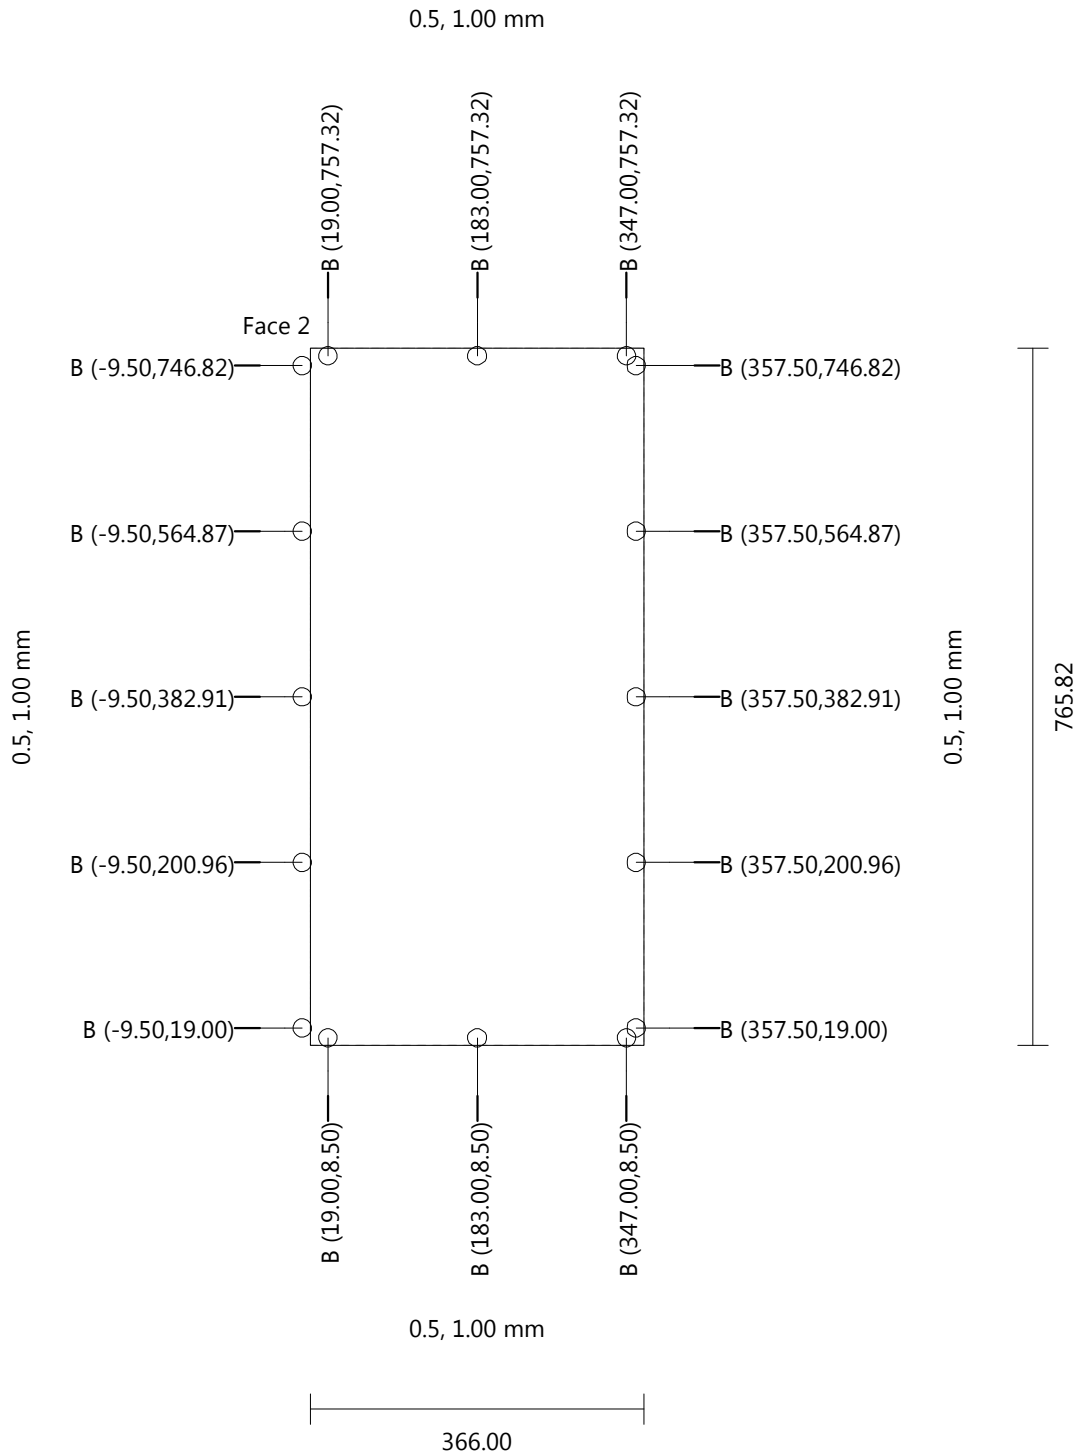 0.5, 1.00 mm
B (19.00,757.32)
B (183.00,757.32)
B (347.00,757.32)
Face 2
B (-9.50,746.82)
B (357.50,746.82)
B (-9.50,564.87)
B (357.50,564.87)
0.5, 1.00 mm
B (-9.50,382.91)
B (357.50,382.91)
0.5, 1.00 mm
765.82
B (-9.50,200.96)
B (357.50,200.96)
B (-9.50,19.00)
B (357.50,19.00)
B (19.00,8.50)
B (183.00,8.50)
B (347.00,8.50)
0.5, 1.00 mm
366.00